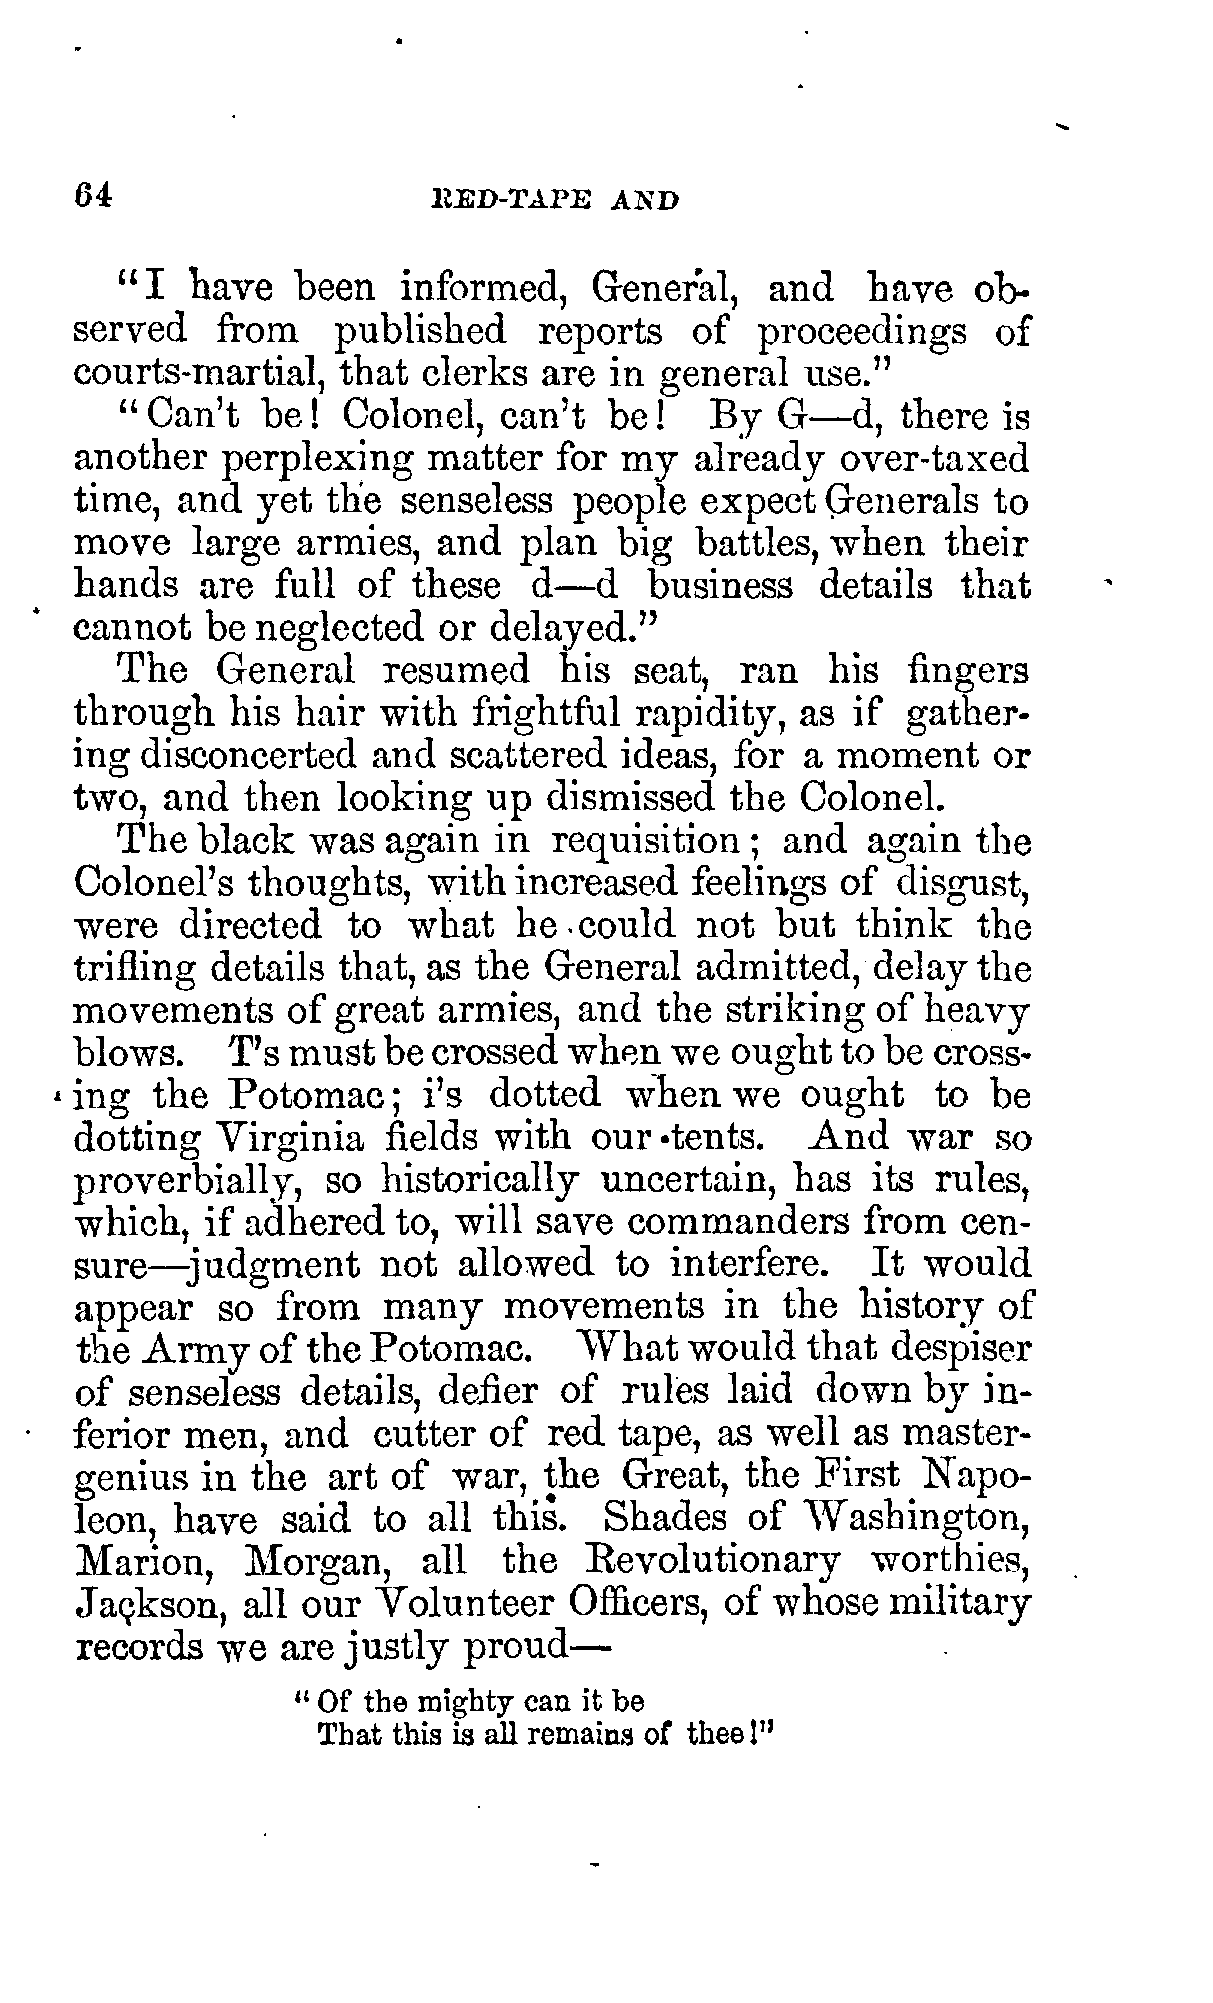 64 RED-TAPE AND
"I have been informed, General, and have ob-
served from published reports of proceedings of
courts-martial, that clerks are in general use."
"Can't be! Colonel, can't be! By G—d, there is
another perplexing matter for my already over-taxed
time, and yet the senseless people expect Generals to
move large armies, and plan big battles, when their
hands are full of these d—d business details that
cannot be neglected or delayed."
The General resumed his seat, ran his fingers
through his hair with frightful rapidity, as if gather-
ing disconcerted and scattered ideas, for a moment or
two, and then looking up dismissed the Colonel.
The black was again in requisition; and again the
Colonel's thoughts, with increased feelings of disgust,
were directed to what he could not but think the
trifling details that, as the General admitted, delay the
movements of great armies, and the striking of heavy
blows. T's must be crossed when we ought to be cross-
ing the Potomac; i's dotted when we ought to be
dotting Virginia fields with our tents. And war so
proverbially, so historically uncertain, has its rules,
which, if adhered to, will save commanders from cen-
sure—judgment not allowed to interfere. It would
appear so from many movements in the history of
the Army of the Potomac. What would that despiser
of senseless details, defier of rules laid down by in-
ferior men, and cutter of red tape, as well as master-
genius in the art of war, the Great, the First Napo-
leon, have said to all this. Shades of Washington,
Marion, Morgan, all the Revolutionary worthies,
Jackson, all our Volunteer Officers, of whose military
records we are justly proud—
"Of the mighty can it be
That this is all remains of thee!"